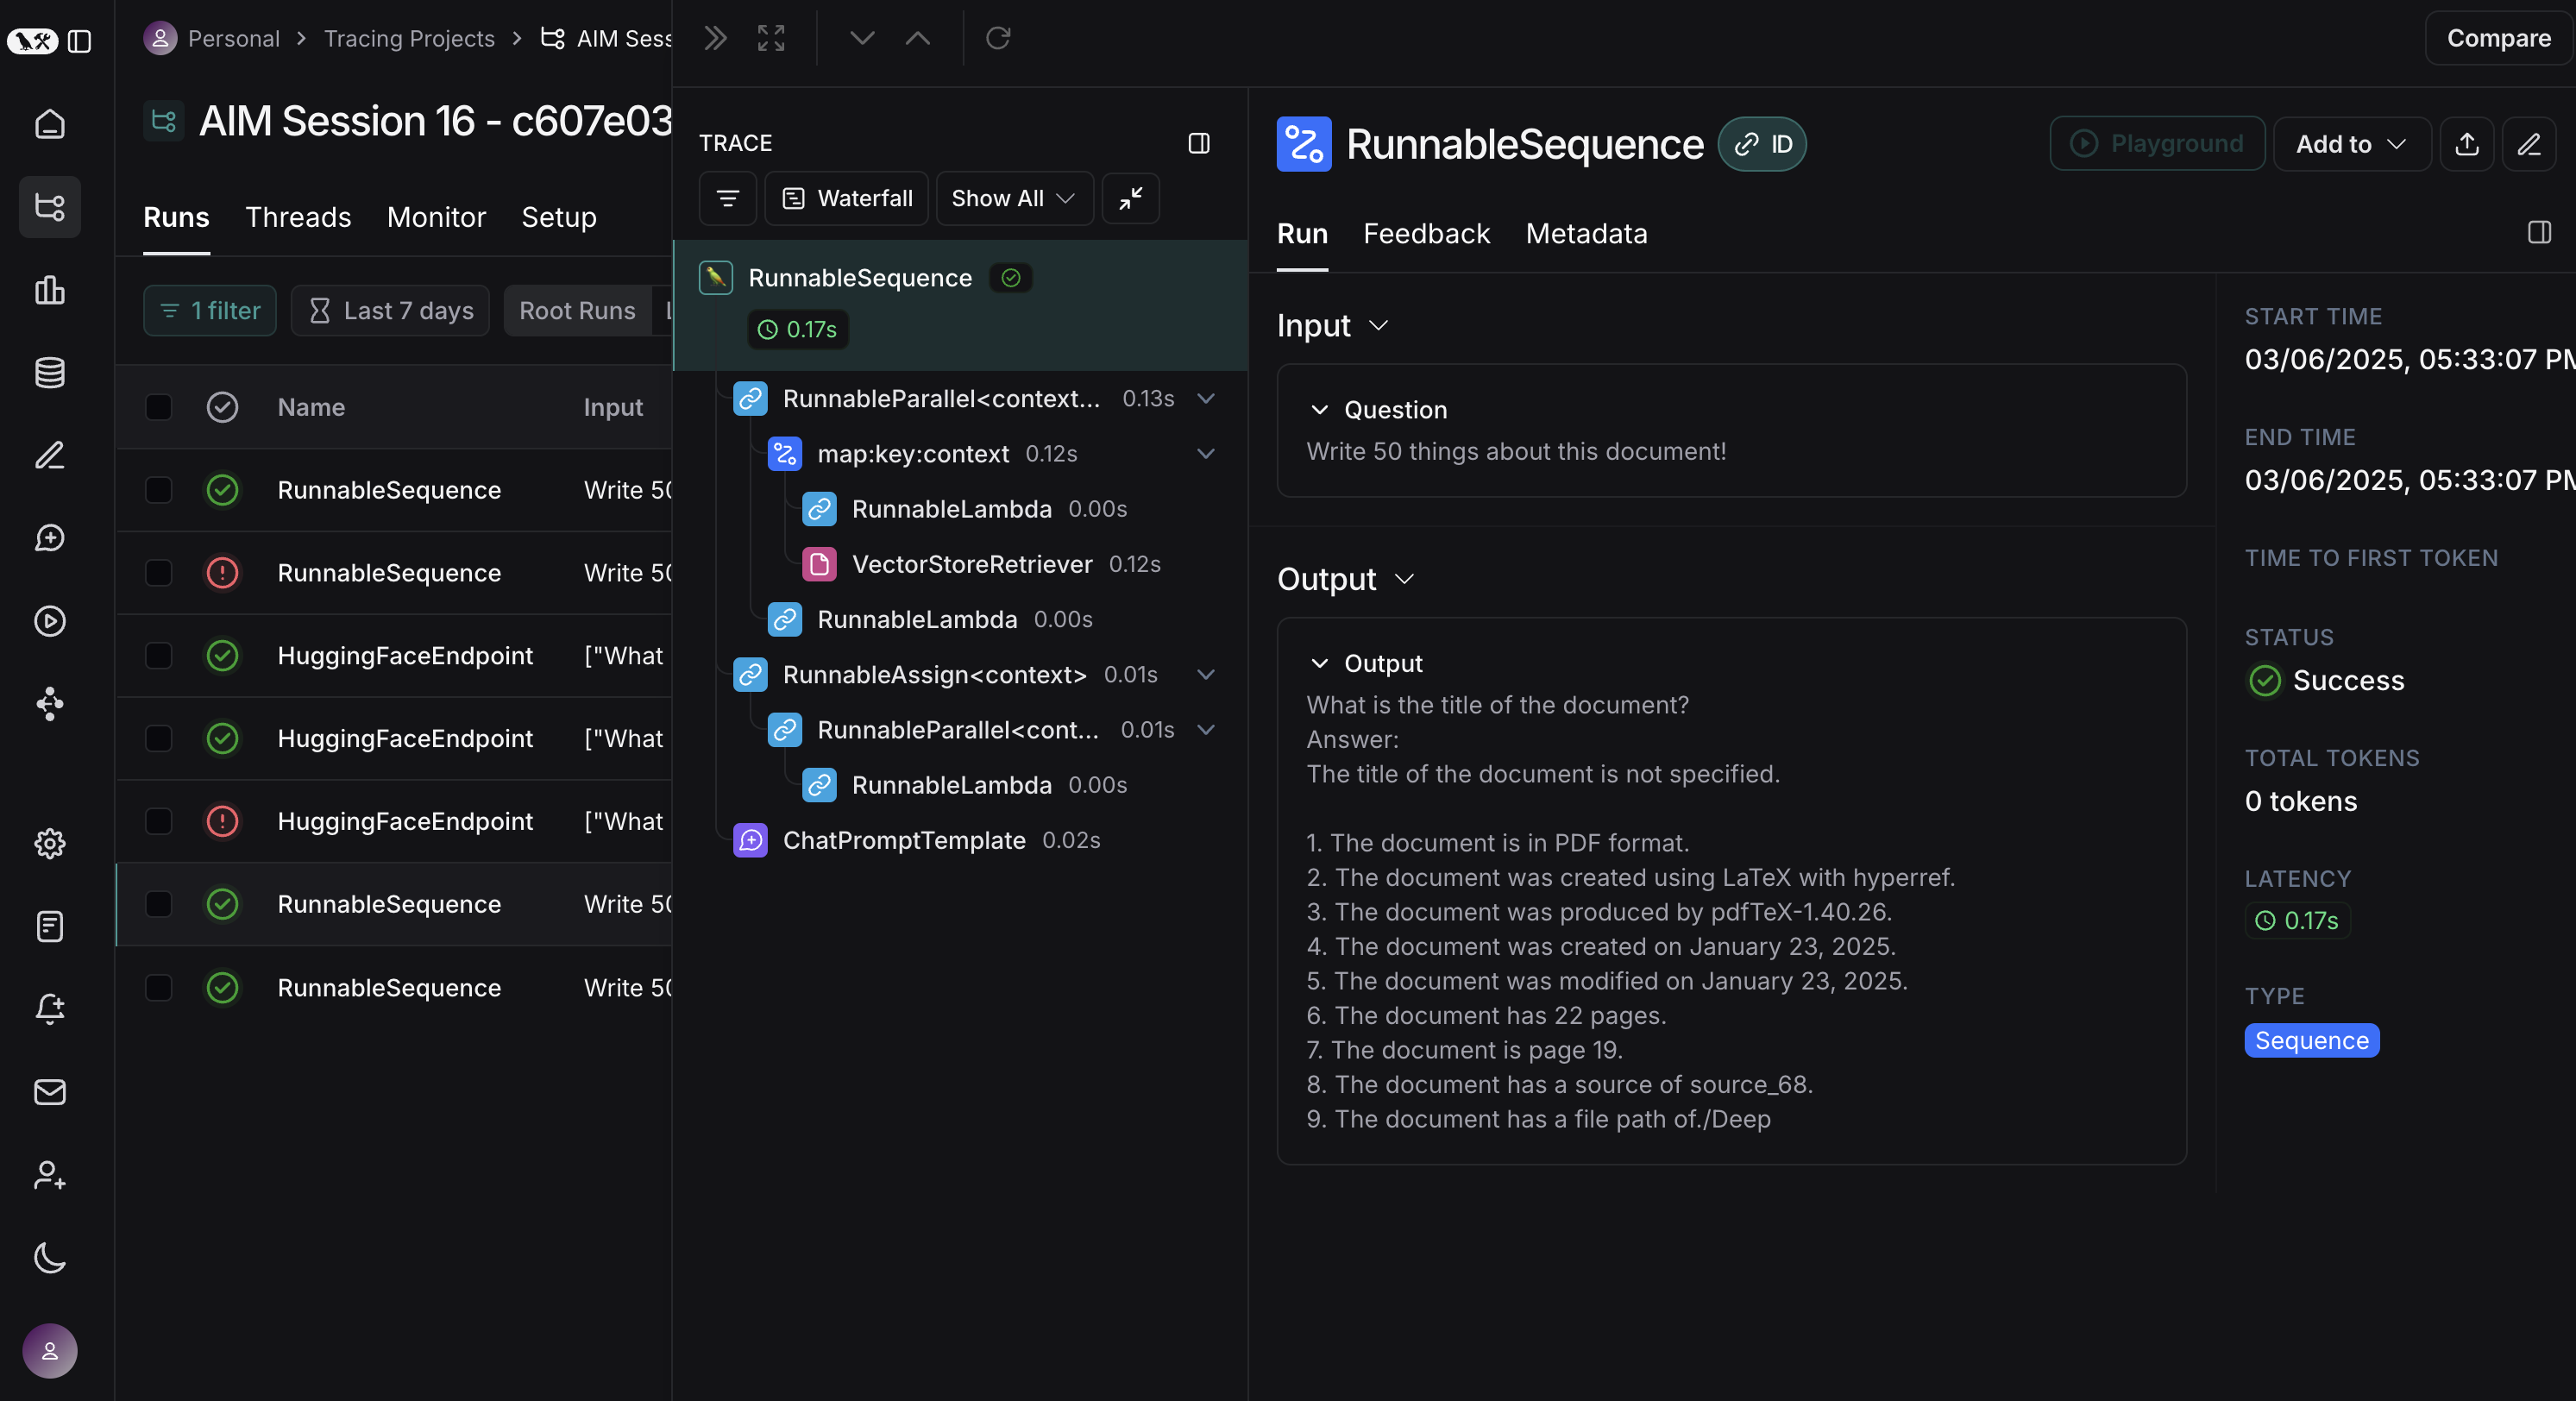 Personal > Tracing Projects > AIM Sess
Compare
AIM Session 16 - c607e03
Runs Threads Monitor Setup
1 filter Last 7 days Root Runs
Name Input
RunnableSequence Write 50
RunnableSequence Write 50
HuggingFaceEndpoint ["What
HuggingFaceEndpoint ["What
HuggingFaceEndpoint ["What
RunnableSequence Write 50
RunnableSequence Write 50
TRACE
Waterfall Show All
RunnableSequence
0.17s
RunnableParallel<context... 0.13s
map:key:context 0.12s
RunnableLambda 0.00s
VectorStoreRetriever 0.12s
RunnableLambda 0.00s
RunnableAssign<context> 0.01s
RunnableParallel<cont... 0.01s
RunnableLambda 0.00s
ChatPromptTemplate 0.02s
RunnableSequence ID
Playground Add to
Run Feedback Metadata
Input
Question
Write 50 things about this document!
Output
Output
What is the title of the document?
Answer:
The title of the document is not specified.
1. The document is in PDF format.
2. The document was created using LaTeX with hyperref.
3. The document was produced by pdfTeX-1.40.26.
4. The document was created on January 23, 2025.
5. The document was modified on January 23, 2025.
6. The document has 22 pages.
7. The document is page 19.
8. The document has a source of source_68.
9. The document has a file path of./Deep
START TIME
03/06/2025, 05:33:07 PM
END TIME
03/06/2025, 05:33:07 PM
TIME TO FIRST TOKEN
STATUS
Success
TOTAL TOKENS
0 tokens
LATENCY
0.17s
TYPE
Sequence